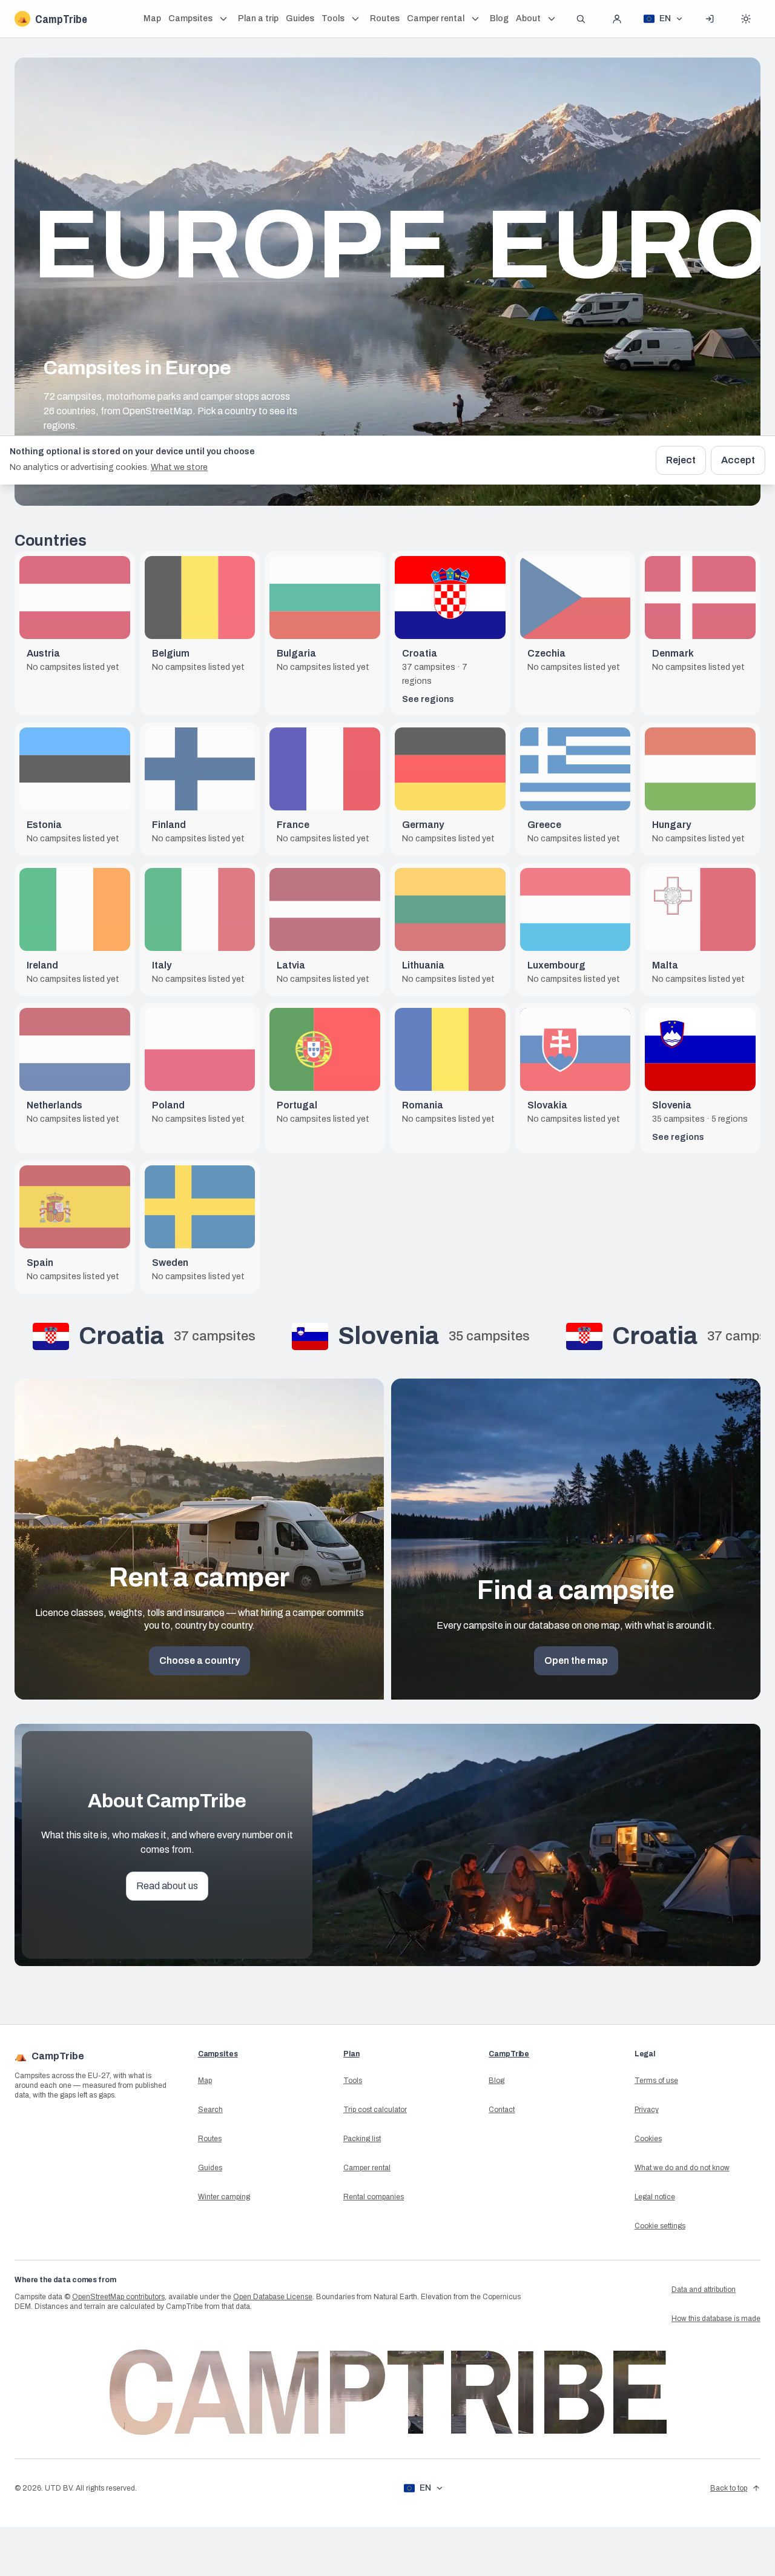 CampTribe
Map Campsites Plan a trip Guides Tools Routes Camper rental Blog About EN
EUROPE EURO
Campsites in Europe
72 campsites, motorhome parks and camper stops across
26 countries, from OpenStreetMap. Pick a country to see its
regions.
Nothing optional is stored on your device until you choose
No analytics or advertising cookies. What we store
Reject
Accept
Countries
Austria
No campsites listed yet
Belgium
No campsites listed yet
Bulgaria
No campsites listed yet
Croatia
37 campsites · 7
regions
See regions
Czechia
No campsites listed yet
Denmark
No campsites listed yet
Estonia
No campsites listed yet
Finland
No campsites listed yet
France
No campsites listed yet
Germany
No campsites listed yet
Greece
No campsites listed yet
Hungary
No campsites listed yet
Ireland
No campsites listed yet
Italy
No campsites listed yet
Latvia
No campsites listed yet
Lithuania
No campsites listed yet
Luxembourg
No campsites listed yet
Malta
No campsites listed yet
Netherlands
No campsites listed yet
Poland
No campsites listed yet
Portugal
No campsites listed yet
Romania
No campsites listed yet
Slovakia
No campsites listed yet
Slovenia
35 campsites · 5 regions
See regions
Spain
No campsites listed yet
Sweden
No campsites listed yet
Croatia 37 campsites Slovenia 35 campsites Croatia 37 camps
Rent a camper
Licence classes, weights, tolls and insurance — what hiring a camper commits
you to, country by country.
Choose a country
Find a campsite
Every campsite in our database on one map, with what is around it.
Open the map
About CampTribe
What this site is, who makes it, and where every number on it
comes from.
Read about us
CampTribe
Campsites across the EU-27, with what is
around each one — measured from published
data, with the gaps left as gaps.
Campsites
Map
Search
Routes
Guides
Winter camping
Plan
Tools
Trip cost calculator
Packing list
Camper rental
Rental companies
CampTribe
Blog
Contact
Legal
Terms of use
Privacy
Cookies
What we do and do not know
Legal notice
Cookie settings
Where the data comes from
Campsite data © OpenStreetMap contributors, available under the Open Database License. Boundaries from Natural Earth. Elevation from the Copernicus
DEM. Distances and terrain are calculated by CampTribe from that data.
Data and attribution
How this database is made
CAMPTRIBE
© 2026. UTD BV. All rights reserved.
EN
Back to top